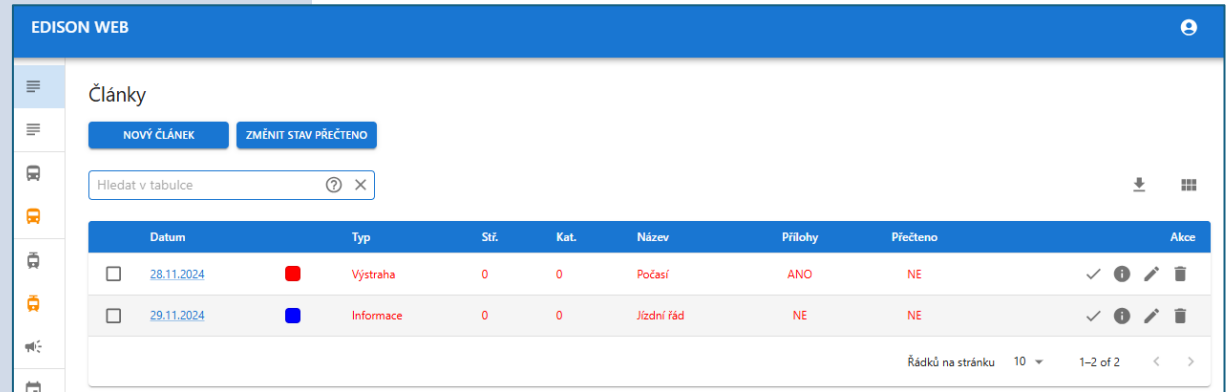 EDISON WEB
Články
NOVÝ ČLÁNEK ZMĚNIT STAV PŘEČTENO
Hledat v tabulce
Datum Typ Stř. Kat. Název Přílohy Přečteno Akce
28.11.2024 Výstraha 0 0 Počasí ANO NE
29.11.2024 Informace 0 0 Jízdní řád NE NE
Řádků na stránku 10 1–2 of 2